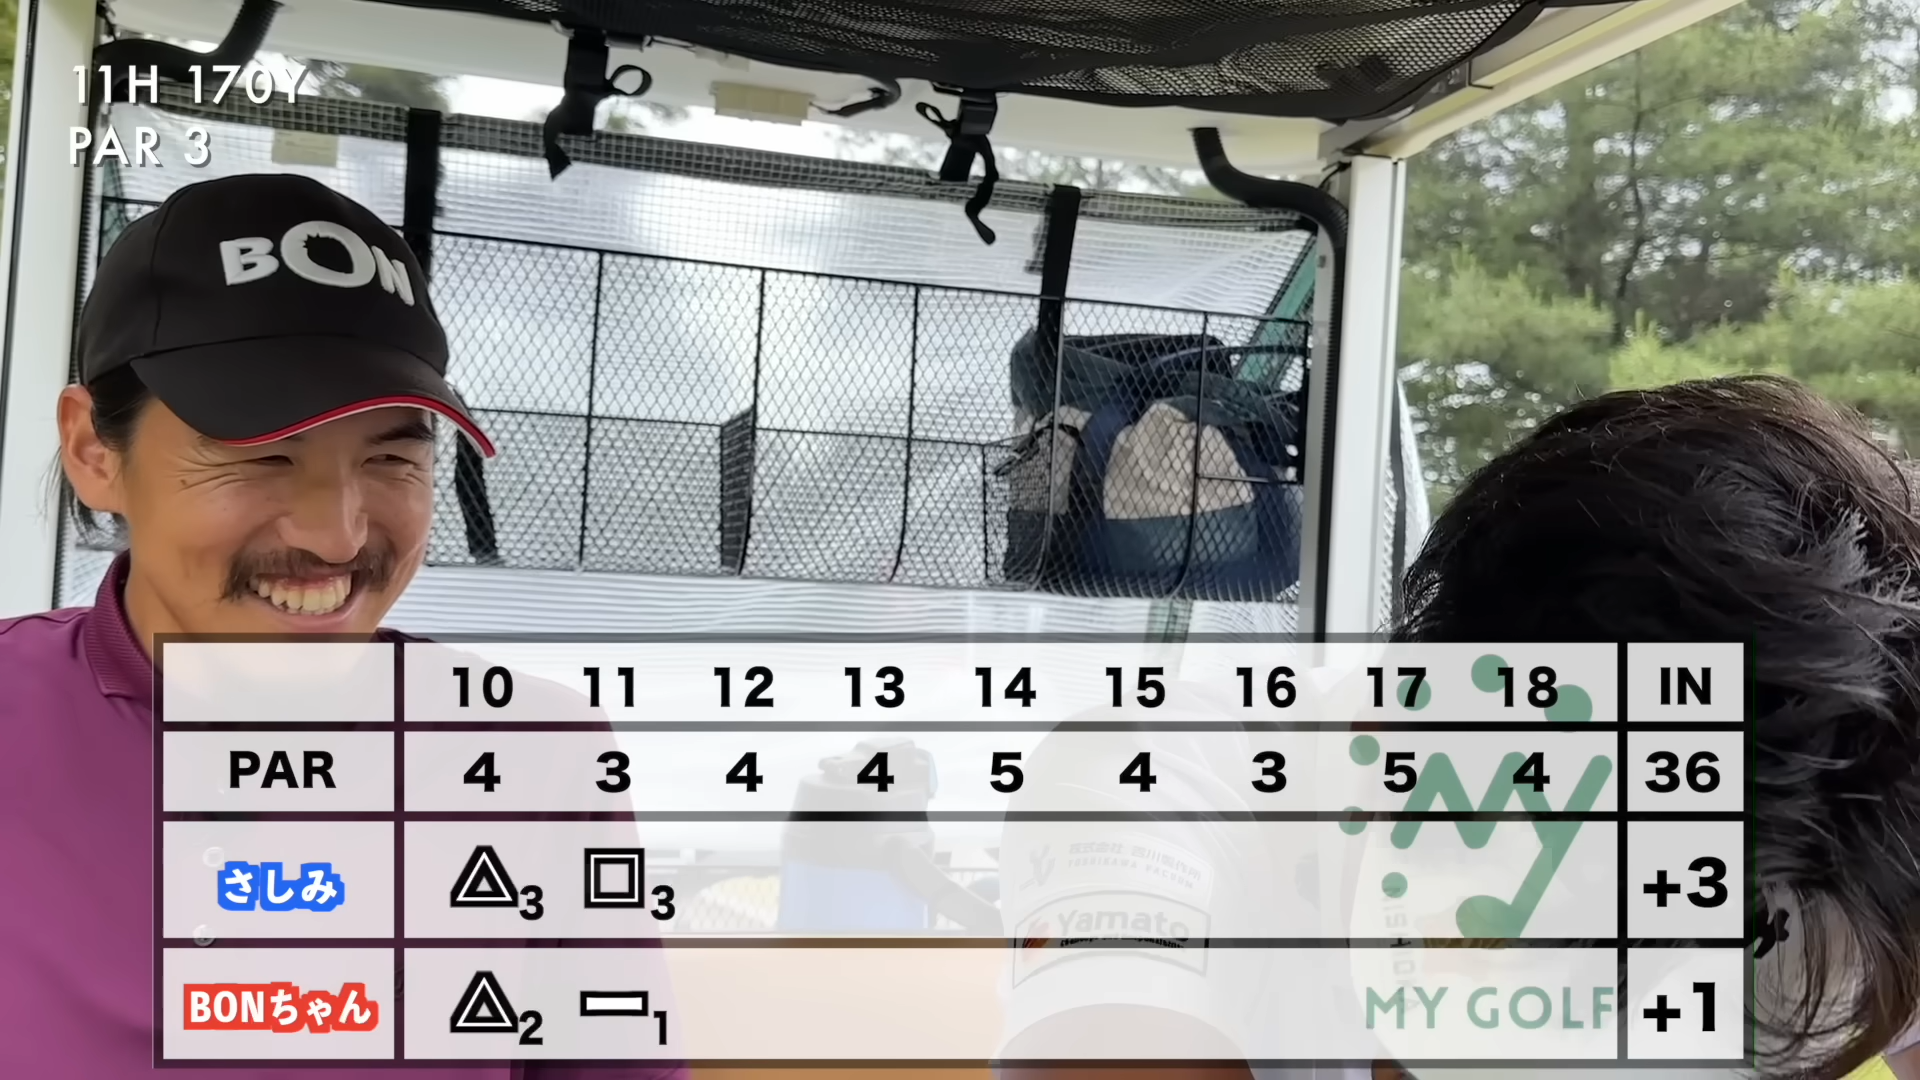 11H 170Y
PAR 3
BON
10 11 12 13 14 15 16 17 18 IN
PAR 4 3 4 4 5 4 3 5 4 36
さしみ △3 □3 +3
BONちゃん △2 -1 +1
my
MY GOLF
Yamato